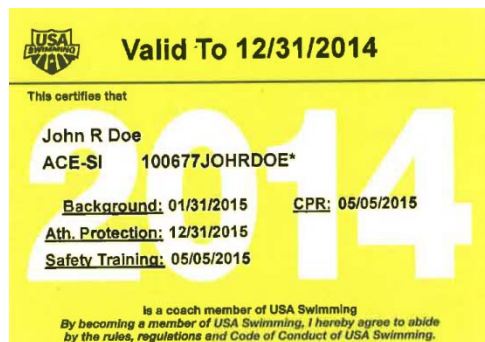 USA
SWIMMING
Valid To 12/31/2014
This certifies that
2014
John R Doe
ACE-SI 100677JOHRDOE*
Background: 01/31/2015 CPR: 05/05/2015
Ath. Protection: 12/31/2015
Safety Training: 05/05/2015
is a coach member of USA Swimming
By becoming a member of USA Swimming, I hereby agree to abide
by the rules, regulations and Code of Conduct of USA Swimming.